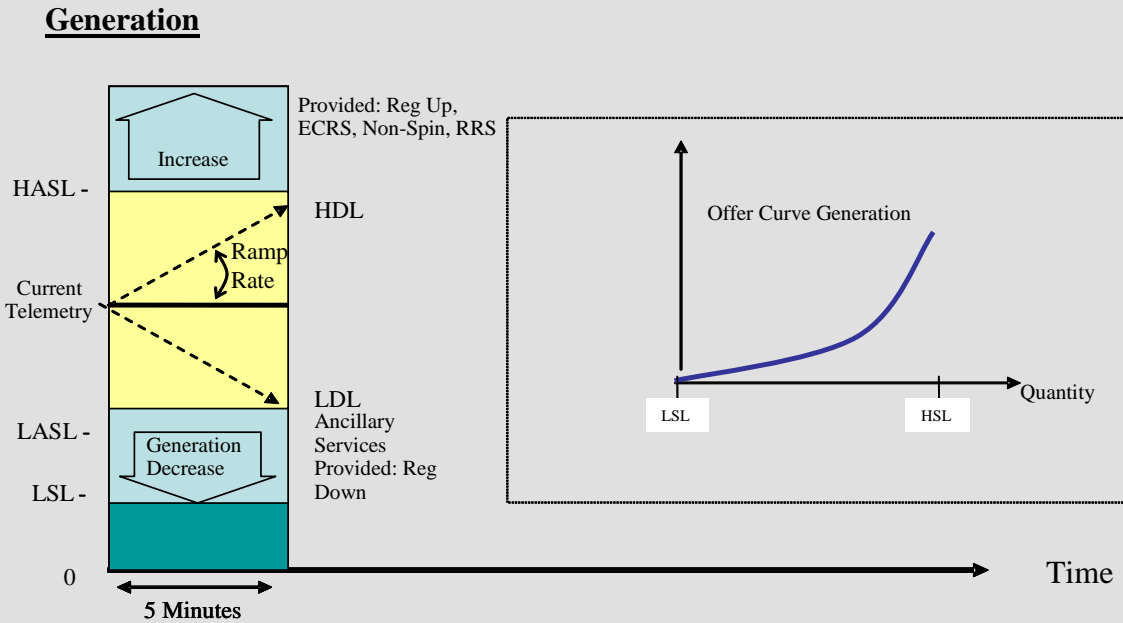 Generation
Provided: Reg Up,
ECRS, Non-Spin, RRS
Increase
HASL -
HDL
Ramp
Rate
Current
Telemetry
LDL
Ancillary
Services
Provided: Reg
Down
LASL -
Generation
Decrease
LSL -
0
5 Minutes
Time
Offer Curve Generation
Quantity
LSL
HSL